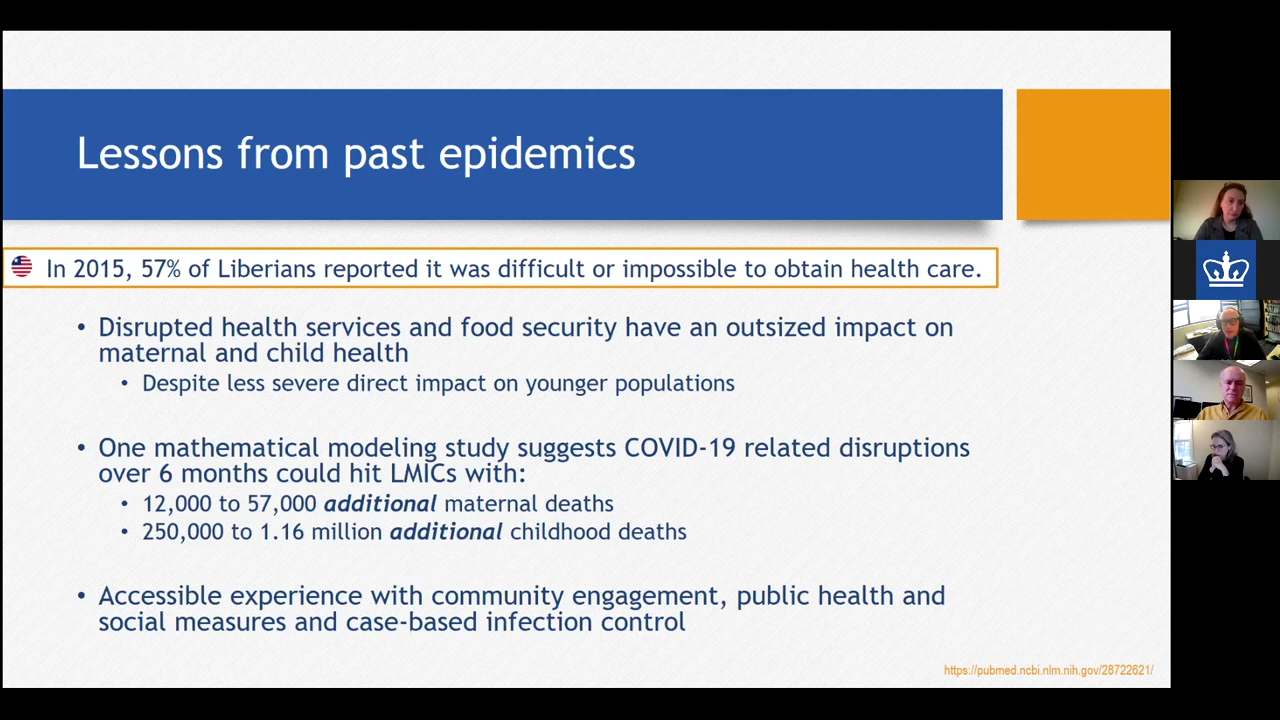 Lessons from past epidemics
In 2015, 57% of Liberians reported it was difficult or impossible to obtain health care.
• Disrupted health services and food security have an outsized impact on
maternal and child health
• Despite less severe direct impact on younger populations
• One mathematical modeling study suggests COVID-19 related disruptions
over 6 months could hit LMICs with:
• 12,000 to 57,000 additional maternal deaths
• 250,000 to 1.16 million additional childhood deaths
• Accessible experience with community engagement, public health and
social measures and case-based infection control
https://pubmed.ncbi.nlm.nih.gov/28722621/